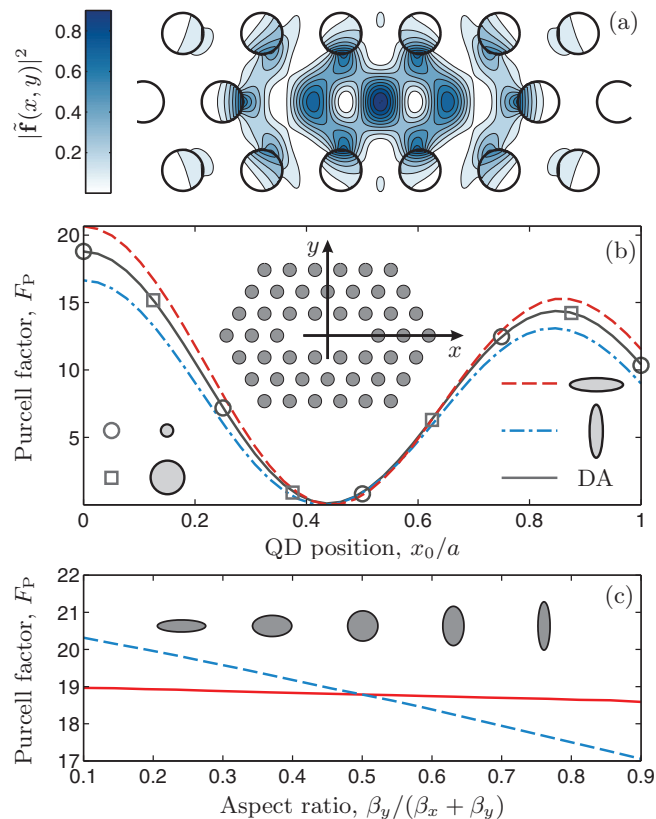 (a)
|f̃(x, y)|²
0.8
0.6
0.4
0.2
(b)
Purcell factor, F_P
20
15
10
5
y
x
DA
0
0.2
0.4
0.6
0.8
1
QD position, x₀/a
(c)
Purcell factor, F_P
22
21
20
19
18
17
0.1
0.2
0.3
0.4
0.5
0.6
0.7
0.8
0.9
Aspect ratio, β_y/(β_x + β_y)